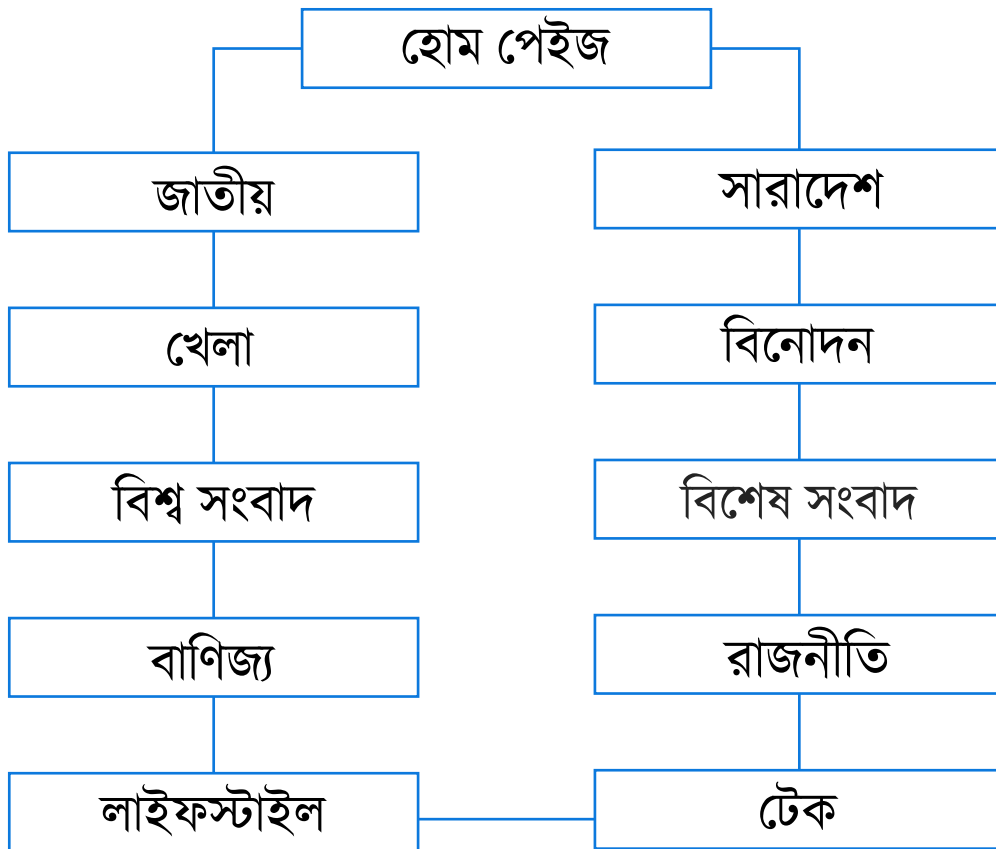 হোম পেইজ
জাতীয়
সারাদেশ
খেলা
বিনোদন
বিশ্ব সংবাদ
বিশেষ সংবাদ
বাণিজ্য
রাজনীতি
লাইফস্টাইল
টেক